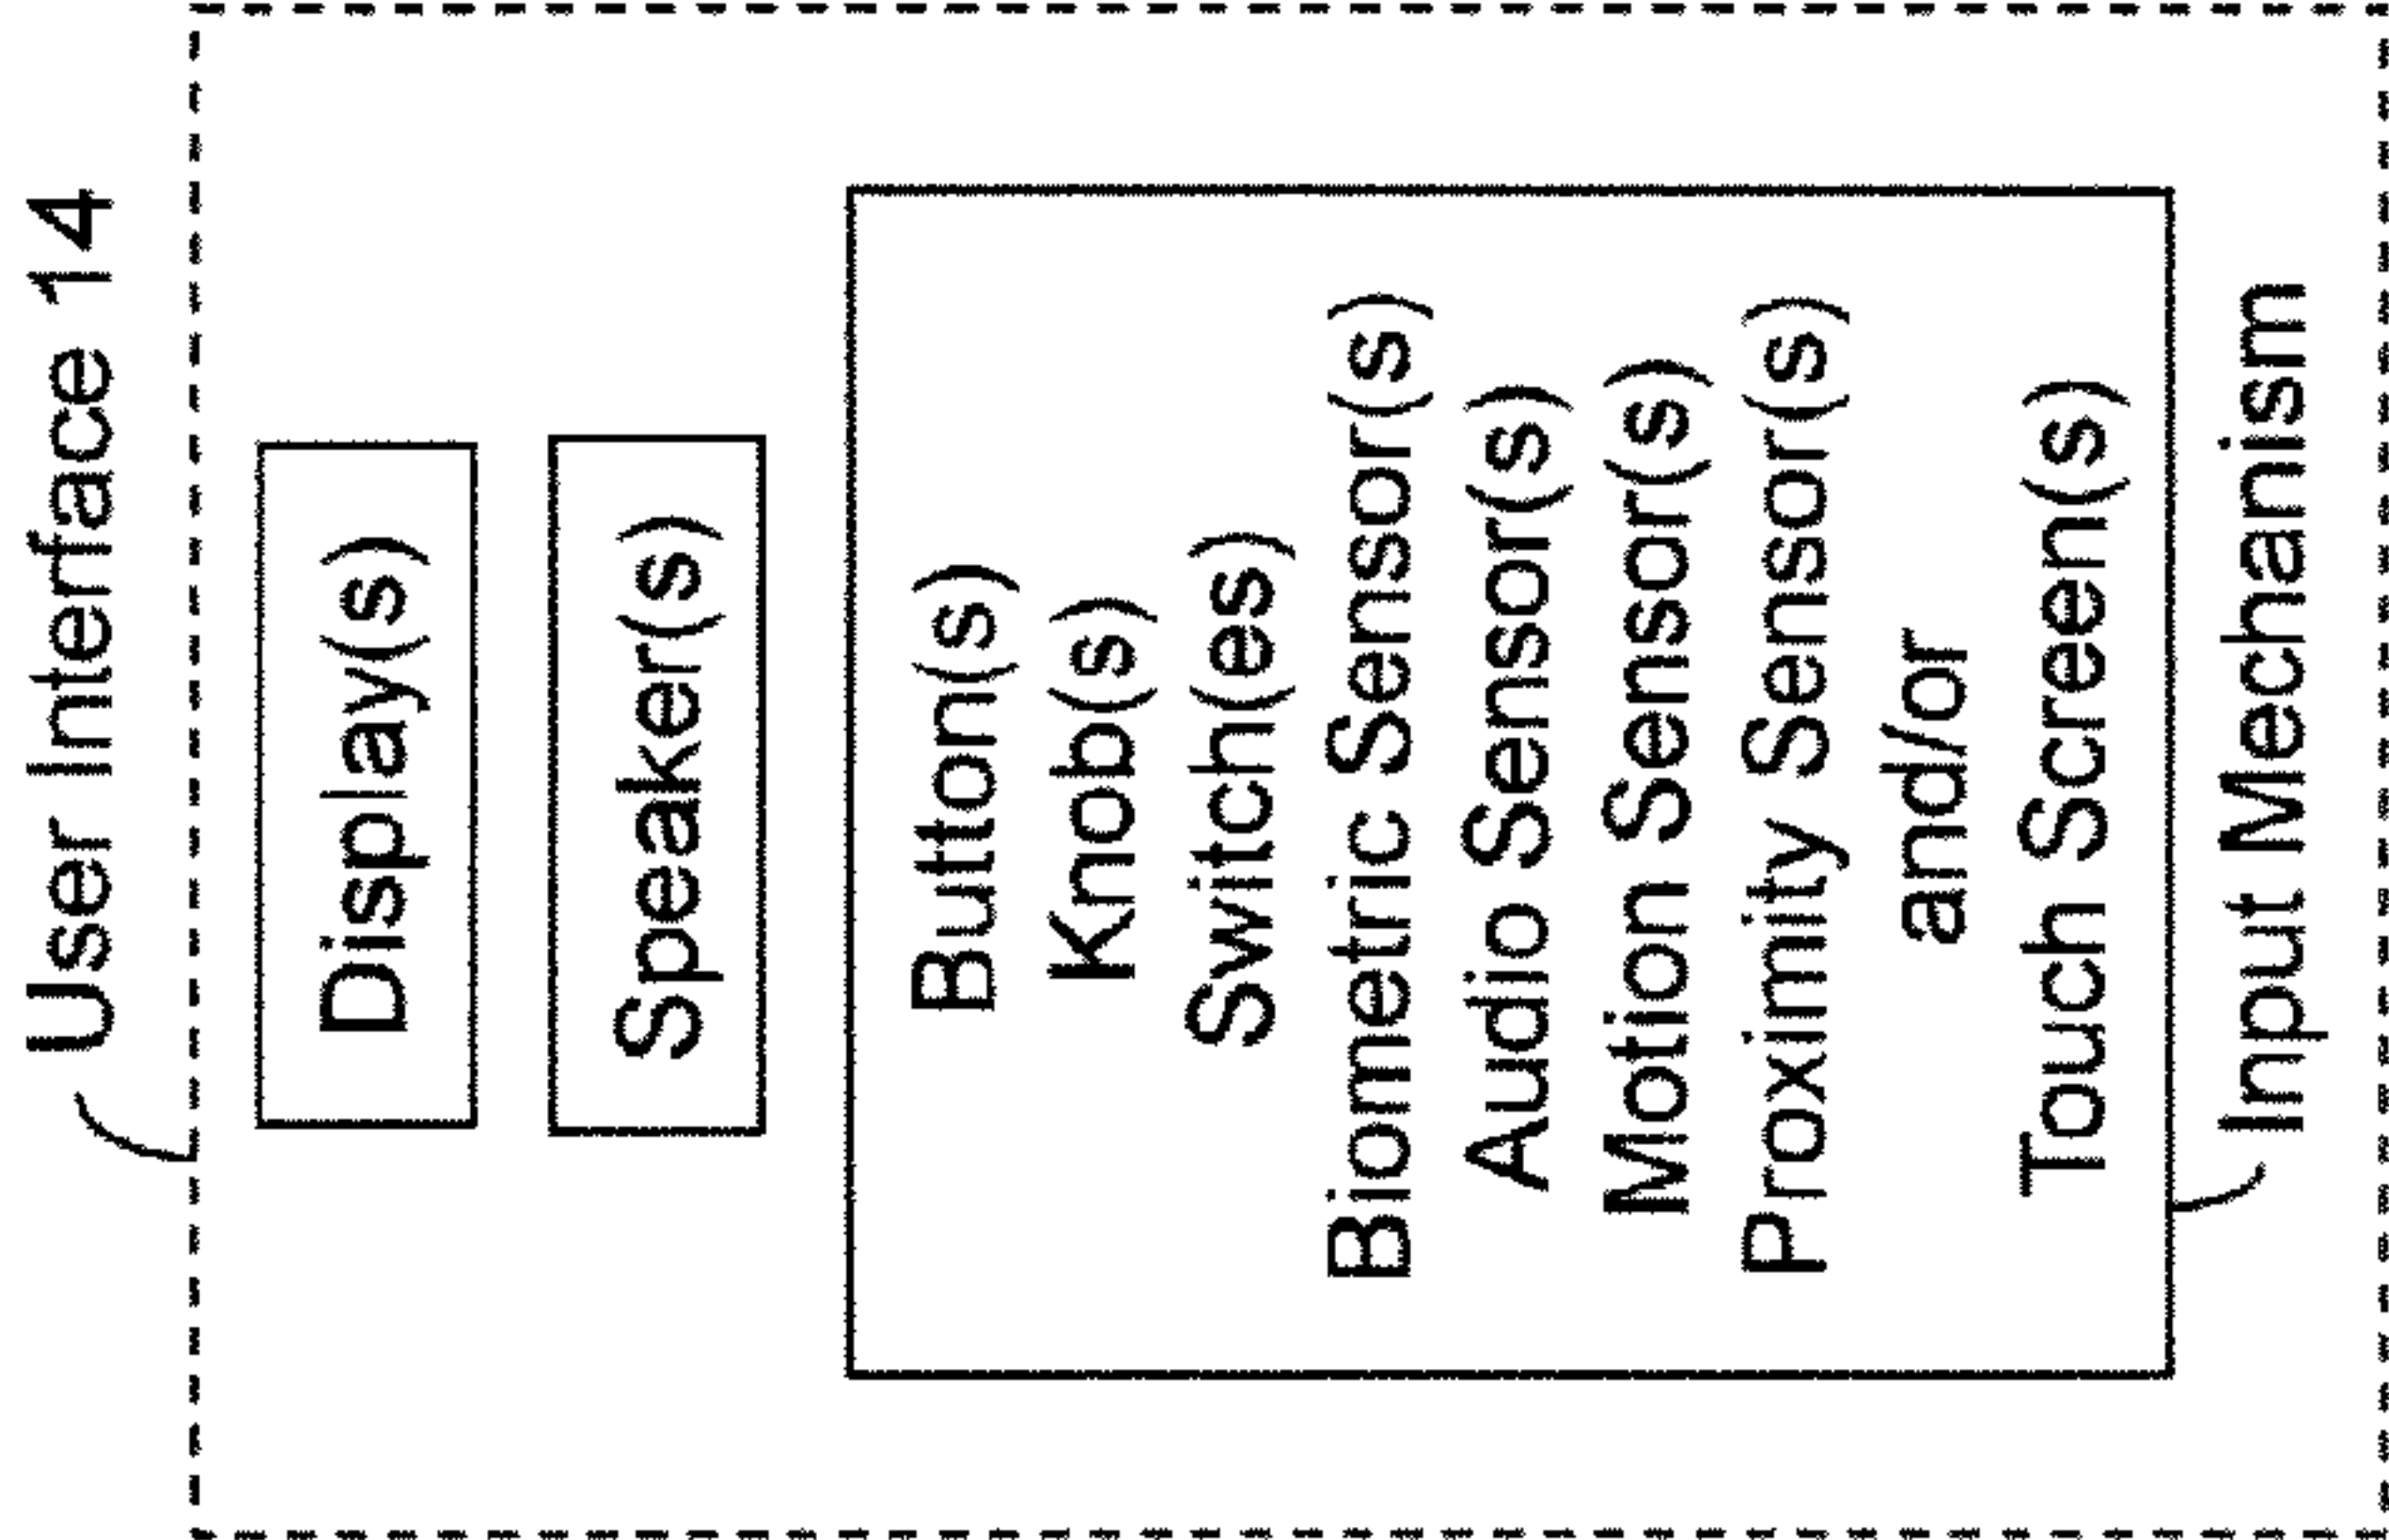 User Interface 14
Display(s)
Speaker(s)
Button(s)
Knob(s)
Switch(es)
Biometric Sensor(s)
Audio Sensor(s)
Motion Sensor(s)
Proximity Sensor(s)
and/or
Touch Screen(s)
Input Mechanism